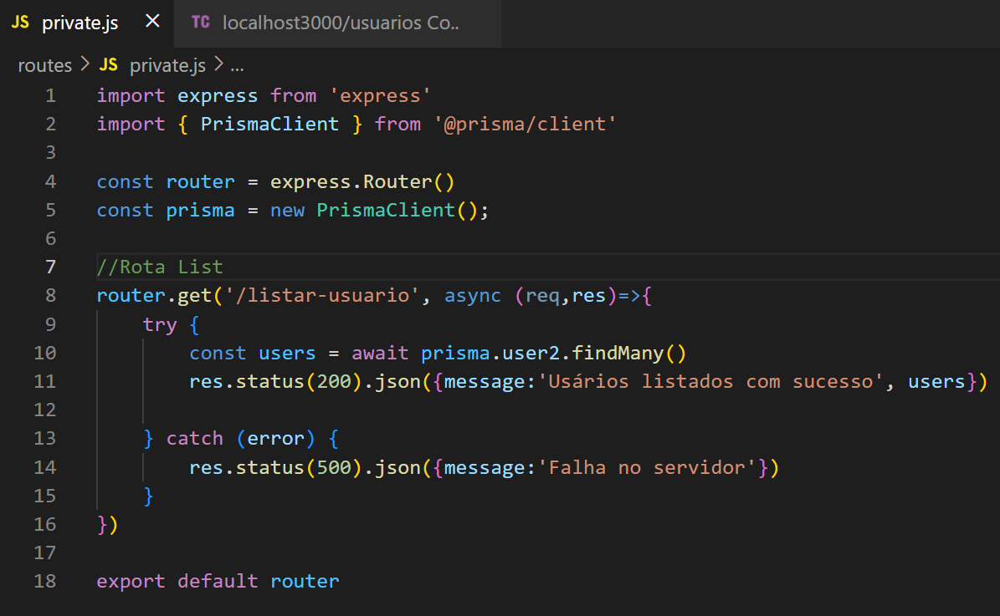 JS private.js ×
TC localhost3000/usuarios Co..
routes > JS private.js > ...
1 import express from 'express'
2 import { PrismaClient } from '@prisma/client'
3
4 const router = express.Router()
5 const prisma = new PrismaClient();
6
7 //Rota List
8 router.get('/listar-usuario', async (req,res)=>{
9     try {
10         const users = await prisma.user2.findMany()
11         res.status(200).json({message:'Usários listados com sucesso', users})
12
13     } catch (error) {
14         res.status(500).json({message:'Falha no servidor'})
15     }
16 })
17
18 export default router